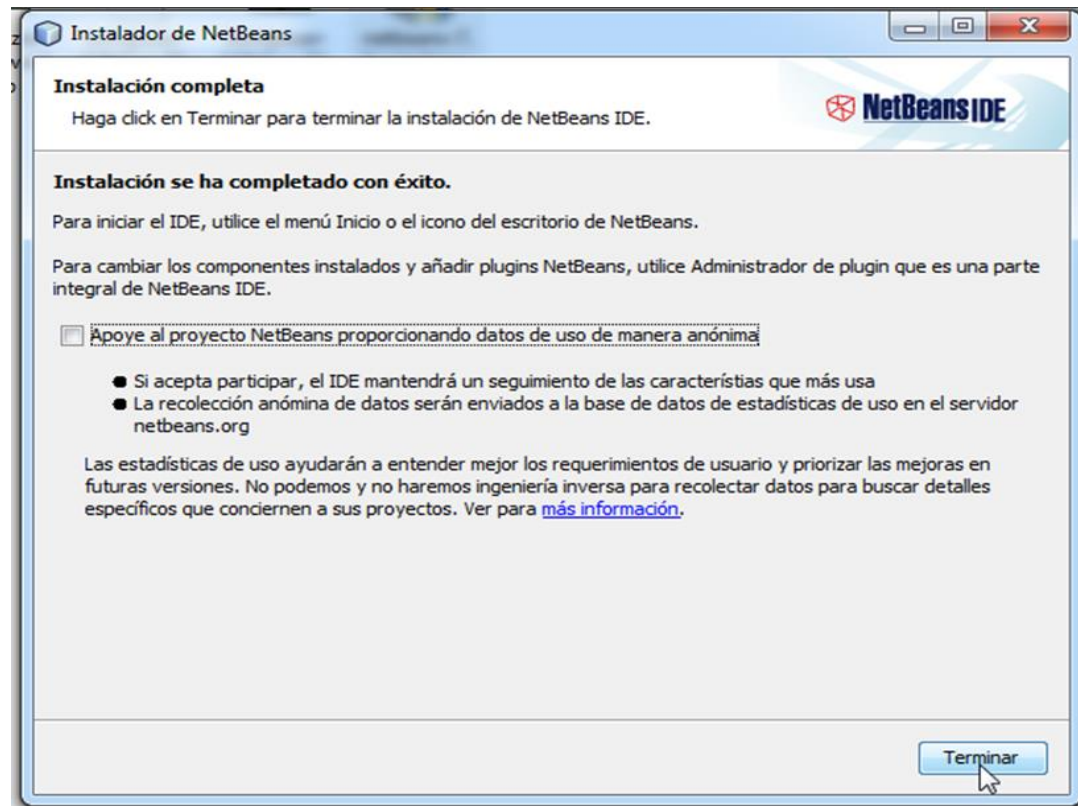 Instalador de NetBeans
Instalación completa
Haga click en Terminar para terminar la instalación de NetBeans IDE.
NetBeans IDE
Instalación se ha completado con éxito.
Para iniciar el IDE, utilice el menú Inicio o el icono del escritorio de NetBeans.
Para cambiar los componentes instalados y añadir plugins NetBeans, utilice Administrador de plugin que es una parte
integral de NetBeans IDE.
Apoye al proyecto NetBeans proporcionando datos de uso de manera anónima
Si acepta participar, el IDE mantendrá un seguimiento de las característias que más usa
La recolección anómina de datos serán enviados a la base de datos de estadísticas de uso en el servidor
netbeans.org
Las estadísticas de uso ayudarán a entender mejor los requerimientos de usuario y priorizar las mejoras en
futuras versiones. No podemos y no haremos ingeniería inversa para recolectar datos para buscar detalles
específicos que conciernen a sus proyectos. Ver para más información.
Terminar